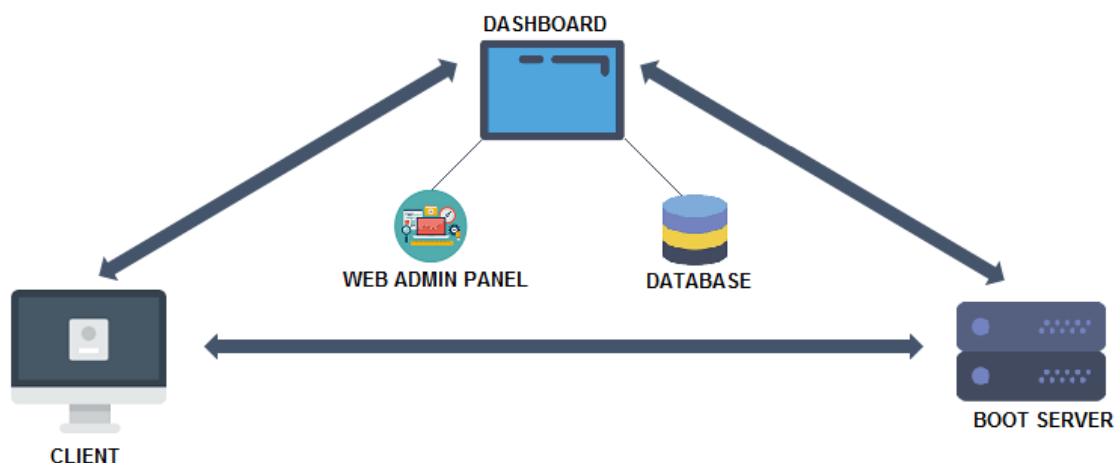 DASHBOARD
WEB ADMIN PANEL
DATABASE
BOOT SERVER
CLIENT